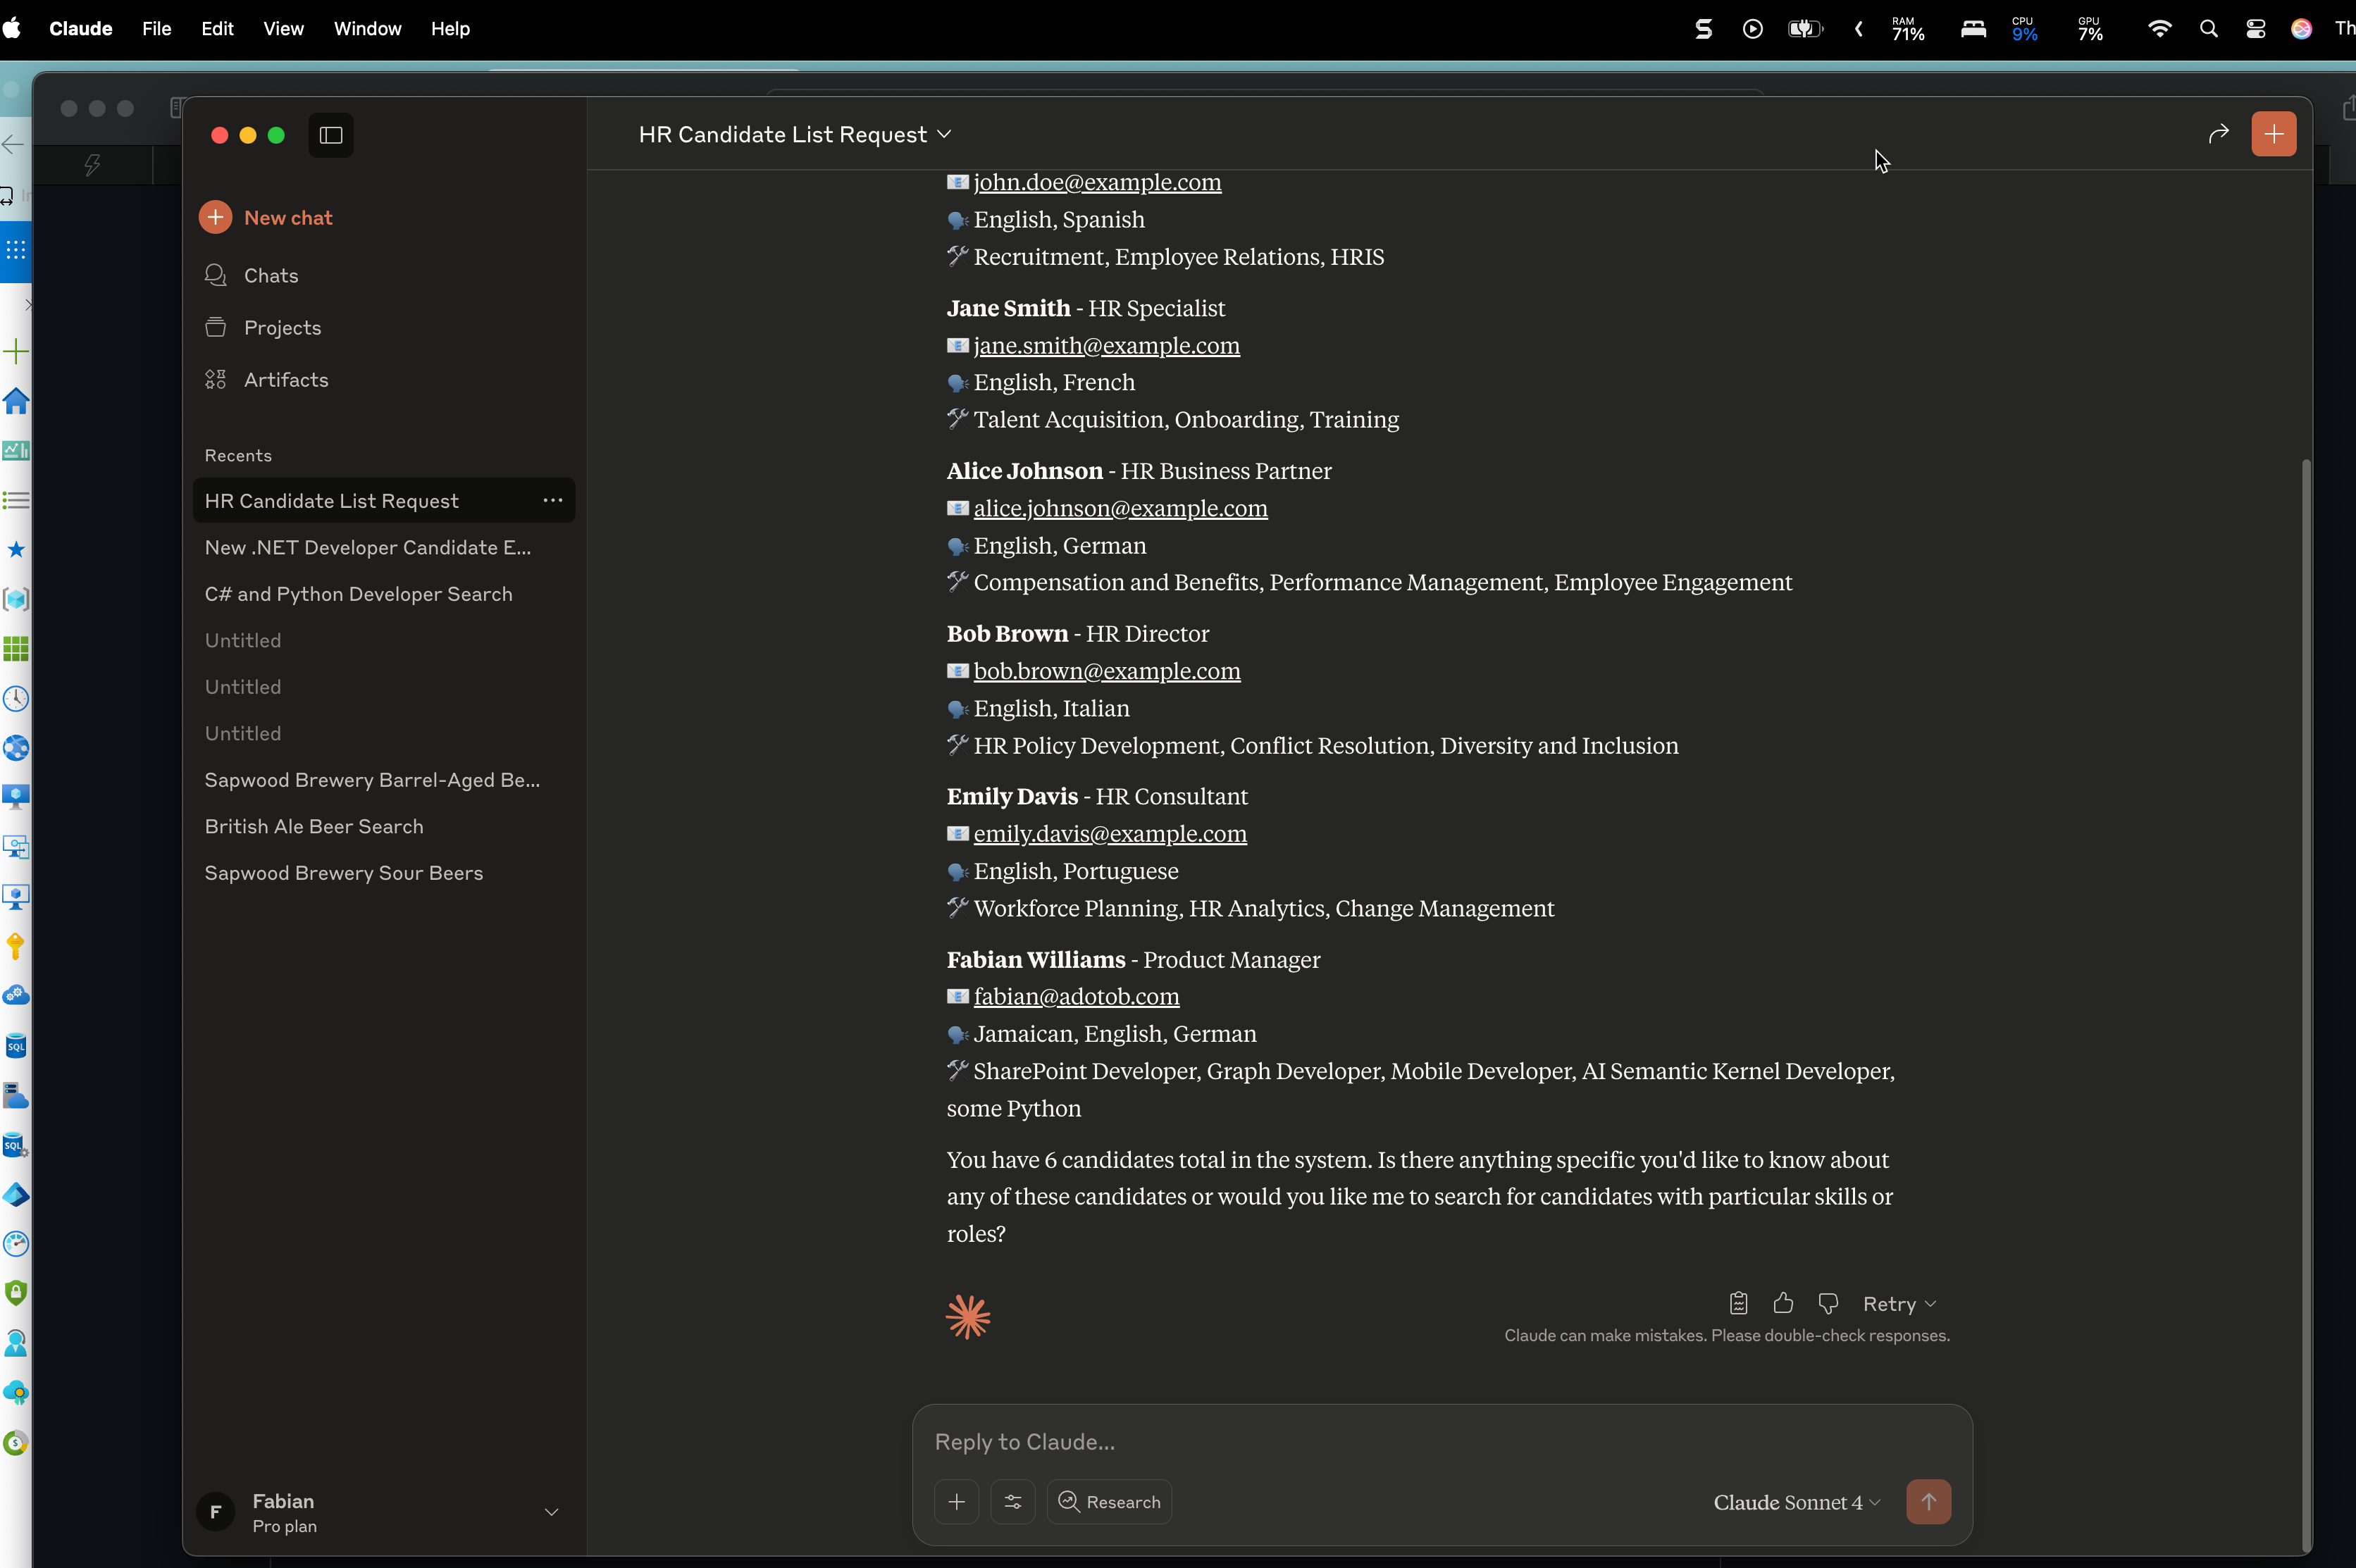 Claude File Edit View Window Help
RAM
71%
CPU
9%
GPU
7%
Th
HR Candidate List Request
New chat
Chats
Projects
Artifacts
Recents
HR Candidate List Request
New .NET Developer Candidate E...
C# and Python Developer Search
Untitled
Untitled
Untitled
Sapwood Brewery Barrel-Aged Be...
British Ale Beer Search
Sapwood Brewery Sour Beers
F
Fabian
Pro plan
john.doe@example.com
English, Spanish
Recruitment, Employee Relations, HRIS
Jane Smith - HR Specialist
jane.smith@example.com
English, French
Talent Acquisition, Onboarding, Training
Alice Johnson - HR Business Partner
alice.johnson@example.com
English, German
Compensation and Benefits, Performance Management, Employee Engagement
Bob Brown - HR Director
bob.brown@example.com
English, Italian
HR Policy Development, Conflict Resolution, Diversity and Inclusion
Emily Davis - HR Consultant
emily.davis@example.com
English, Portuguese
Workforce Planning, HR Analytics, Change Management
Fabian Williams - Product Manager
fabian@adotob.com
Jamaican, English, German
SharePoint Developer, Graph Developer, Mobile Developer, AI Semantic Kernel Developer,
some Python
You have 6 candidates total in the system. Is there anything specific you'd like to know about
any of these candidates or would you like me to search for candidates with particular skills or
roles?
Retry
Claude can make mistakes. Please double-check responses.
Reply to Claude...
Research
Claude Sonnet 4
SQL
SQL